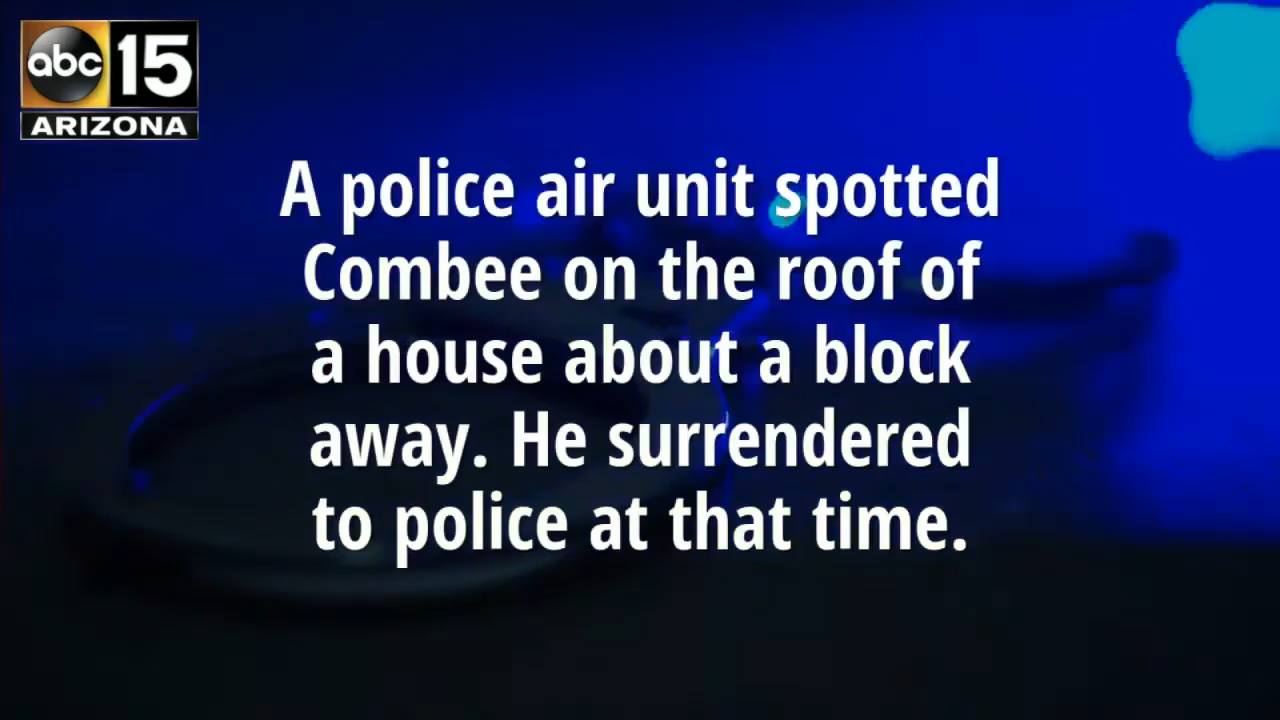 abc 15
ARIZONA
A police air unit spotted
Combee on the roof of
a house about a block
away. He surrendered
to police at that time.